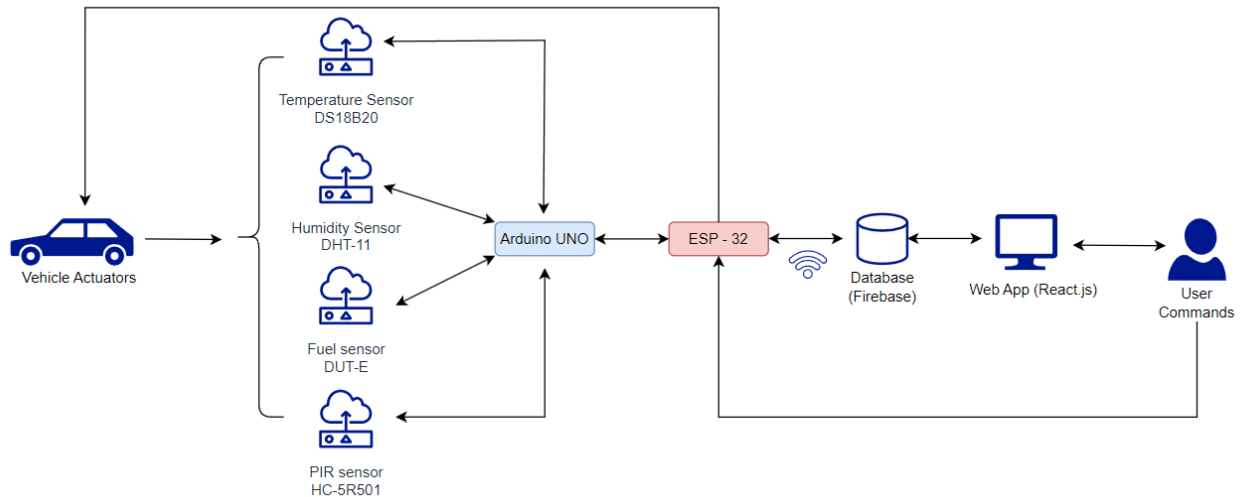 Temperature Sensor
DS18B20
Humidity Sensor
DHT-11
Fuel sensor
DUT-E
PIR sensor
HC-5R501
Vehicle Actuators
Arduino UNO
ESP - 32
Database
(Firebase)
Web App (React.js)
User
Commands